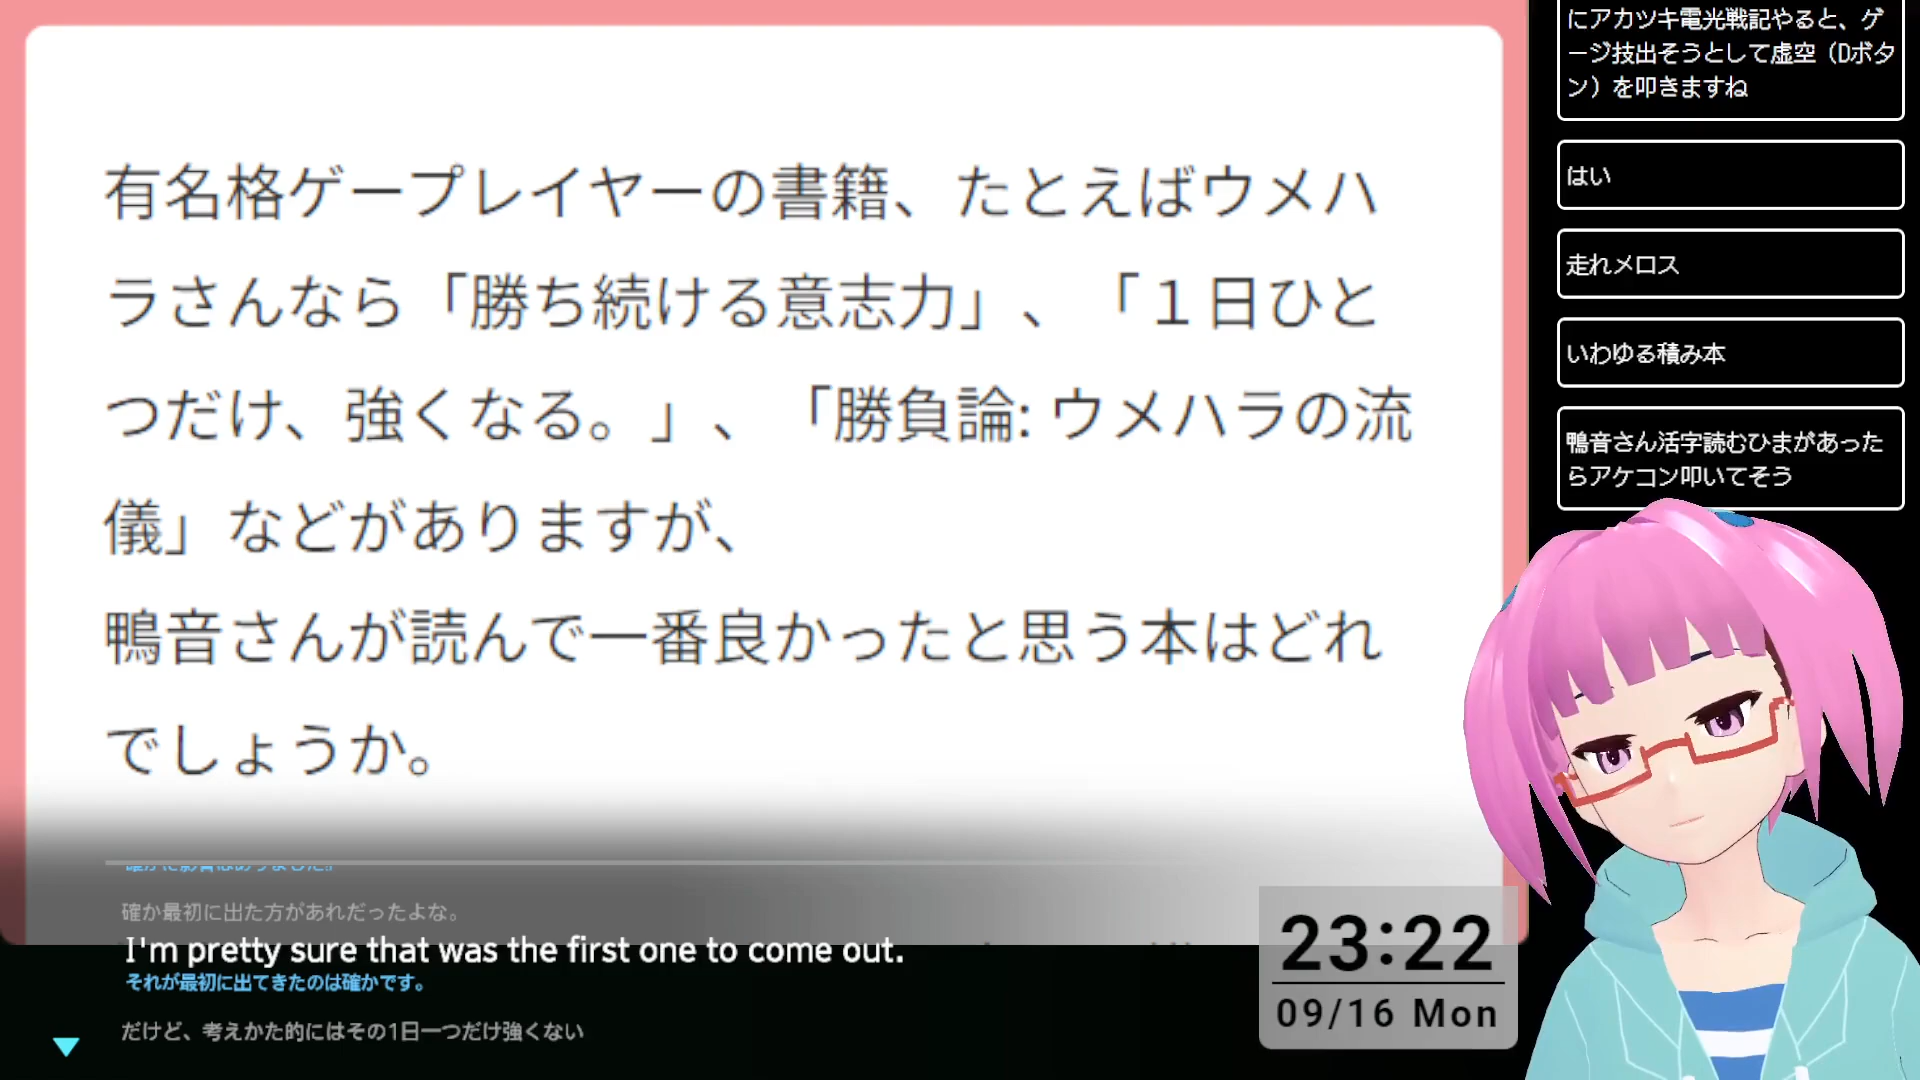 有名格ゲープレイヤーの書籍、たとえばウメハ
ラさんなら「勝ち続ける意志力」、「１日ひと
つだけ、強くなる。」、「勝負論: ウメハラの流
儀」などがありますが、
鴨音さんが読んで一番良かったと思う本はどれ
でしょうか。
確か最初に出た方があれだったよな。
I'm pretty sure that was the first one to come out.
それが最初に出てきたのは確かです。
だけど、考えかた的にはその1日一つだけ強くない
23:22
09/16 Mon
にアカツキ電光戦記やると、ゲ
ージ技出そうとして虚空（Dボタ
ン）を叩きますね
はい
走れメロス
いわゆる積み本
鴨音さん活字読むひまがあった
らアケコン叩いてそう